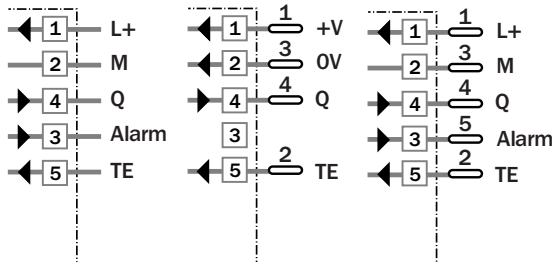 1 L+
2 M
4 Q
3 Alarm
5 TE
1 1 +V
2 3 0V
4 4 Q
3
5 2 TE
1 1 L+
2 3 M
4 4 Q
3 5 Alarm
5 2 TE